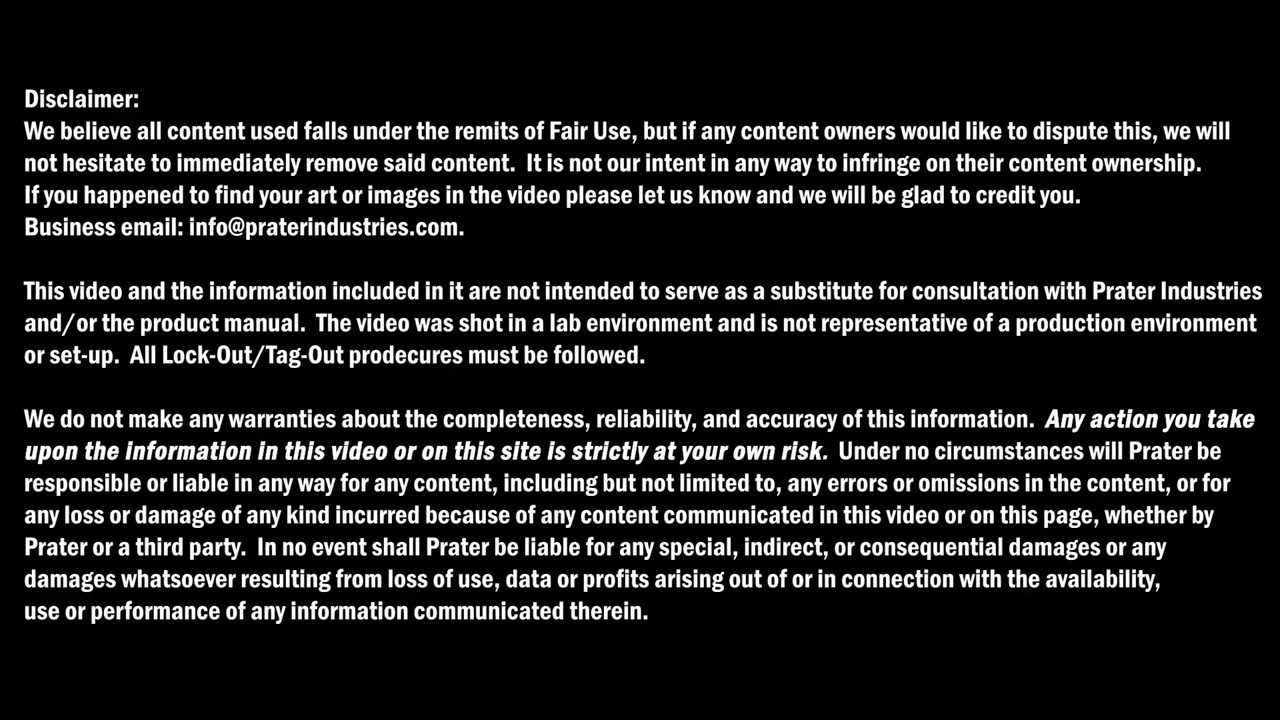 Disclaimer:
We believe all content used falls under the remits of Fair Use, but if any content owners would like to dispute this, we will
not hesitate to immediately remove said content.  It is not our intent in any way to infringe on their content ownership.
If you happened to find your art or images in the video please let us know and we will be glad to credit you.
Business email: info@praterindustries.com.
This video and the information included in it are not intended to serve as a substitute for consultation with Prater Industries
and/or the product manual.  The video was shot in a lab environment and is not representative of a production environment
or set-up.  All Lock-Out/Tag-Out prodecures must be followed.
We do not make any warranties about the completeness, reliability, and accuracy of this information.  Any action you take
upon the information in this video or on this site is strictly at your own risk.  Under no circumstances will Prater be
responsible or liable in any way for any content, including but not limited to, any errors or omissions in the content, or for
any loss or damage of any kind incurred because of any content communicated in this video or on this page, whether by
Prater or a third party.  In no event shall Prater be liable for any special, indirect, or consequential damages or any
damages whatsoever resulting from loss of use, data or profits arising out of or in connection with the availability,
use or performance of any information communicated therein.